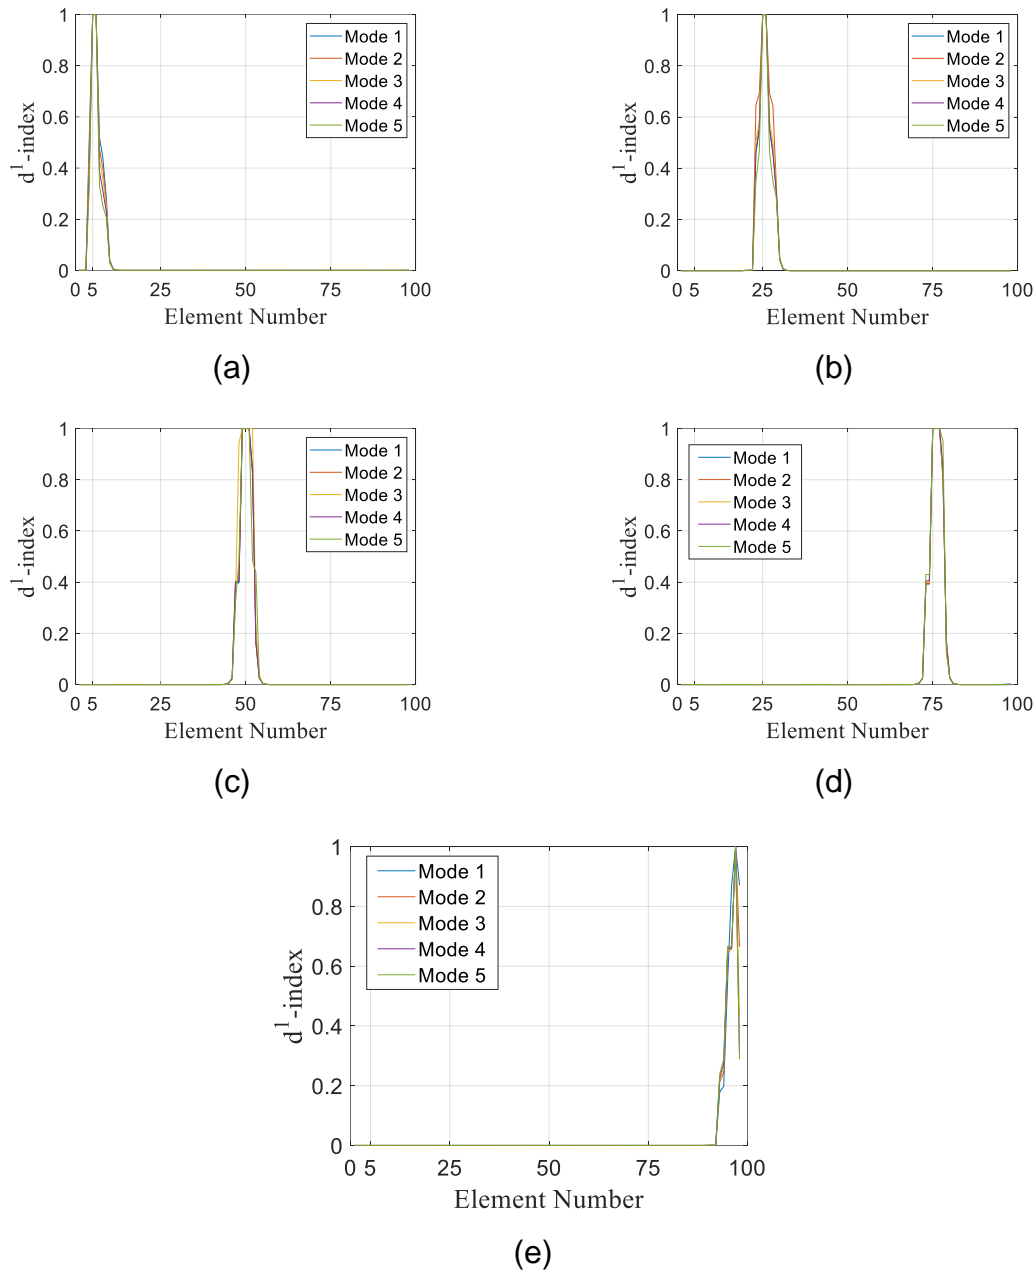 1
0.8
0.6
0.4
0.2
0
d¹-index
0 5 25 50 75 100
Element Number
Mode 1
Mode 2
Mode 3
Mode 4
Mode 5
(a)
1
0.8
0.6
0.4
0.2
0
d¹-index
0 5 25 50 75 100
Element Number
Mode 1
Mode 2
Mode 3
Mode 4
Mode 5
(b)
1
0.8
0.6
0.4
0.2
0
d¹-index
0 5 25 50 75 100
Element Number
Mode 1
Mode 2
Mode 3
Mode 4
Mode 5
(c)
1
0.8
0.6
0.4
0.2
0
d¹-index
0 5 25 50 75 100
Element Number
Mode 1
Mode 2
Mode 3
Mode 4
Mode 5
(d)
1
0.8
0.6
0.4
0.2
0
d¹-index
0 5 25 50 75 100
Element Number
Mode 1
Mode 2
Mode 3
Mode 4
Mode 5
(e)